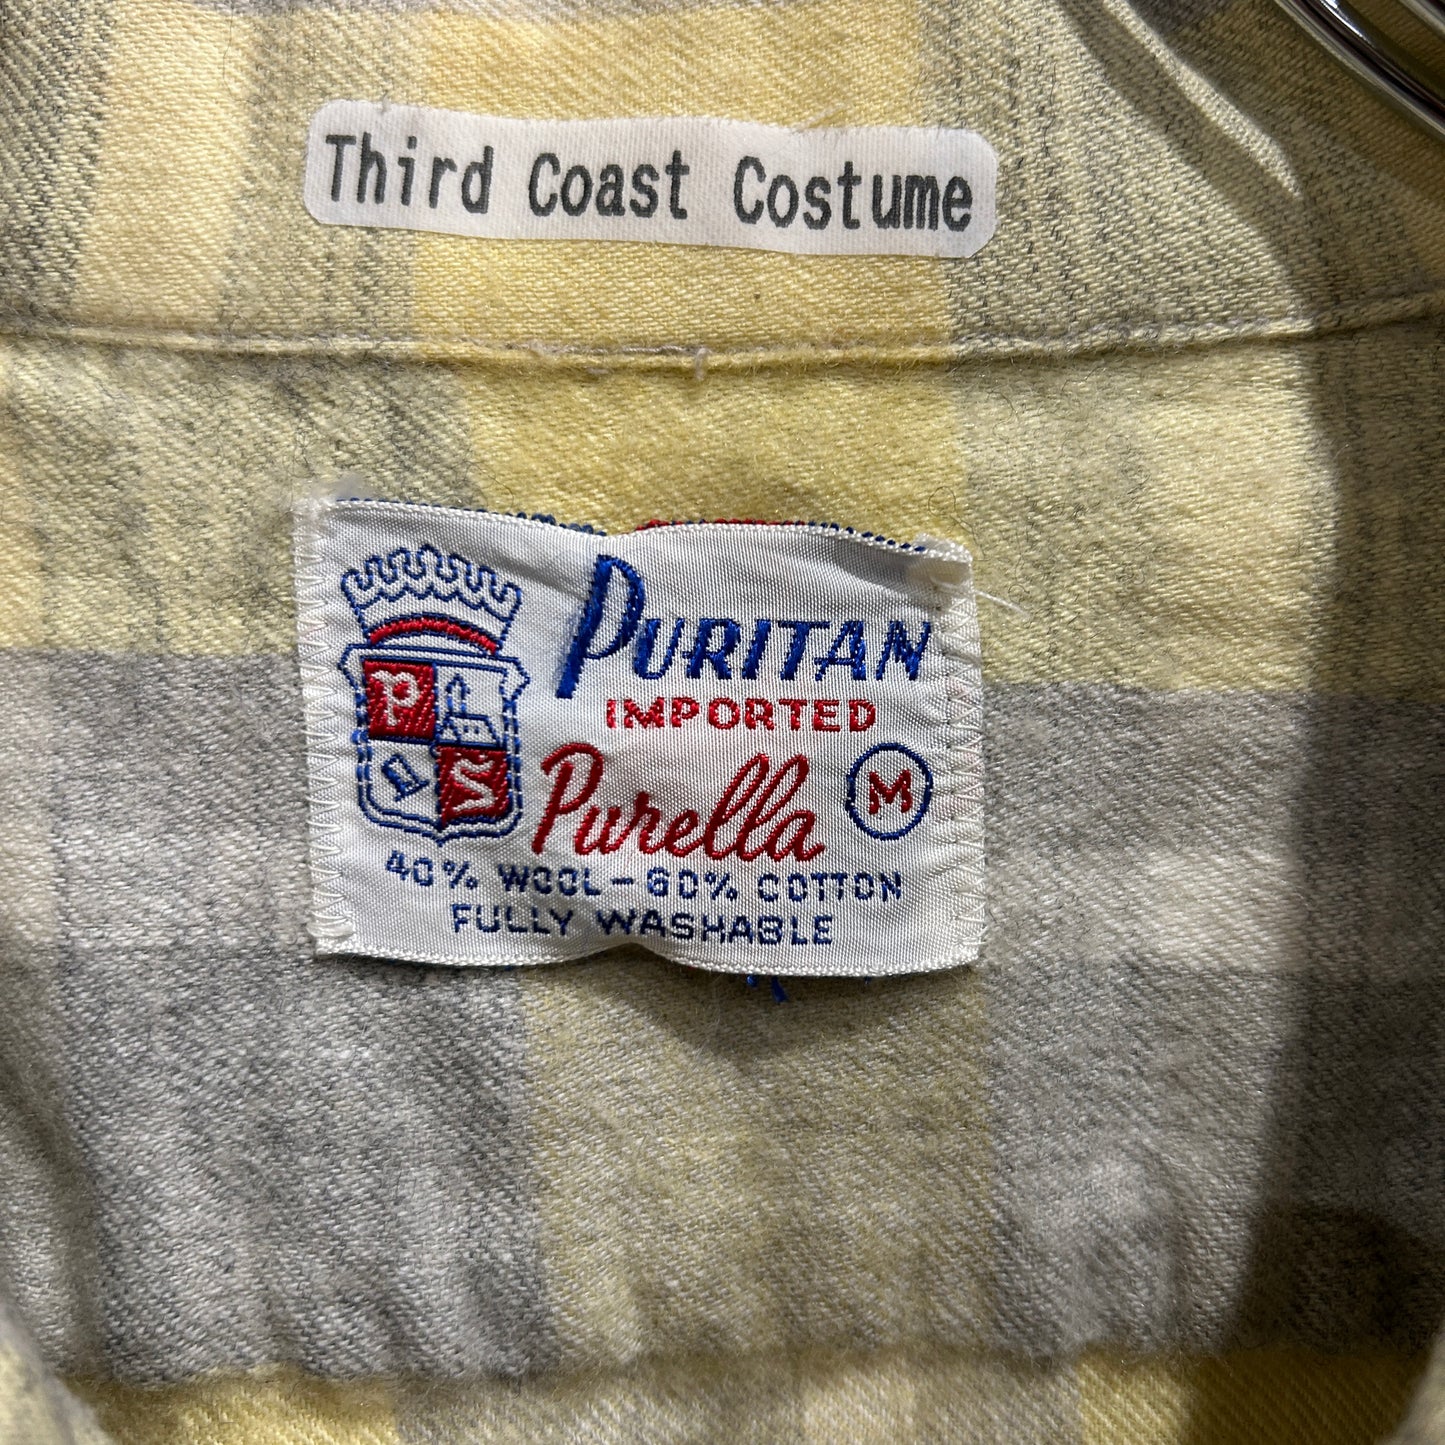 Third Coast Costume
PURITAN
IMPORTED
Purella M
P
S
40% WOOL - 60% COTTON
FULLY WASHABLE